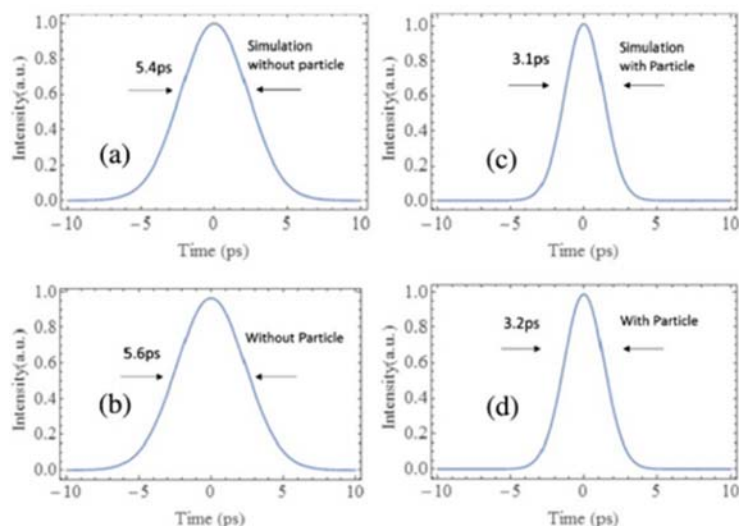 1.0
0.8
0.6
0.4
0.2
0.0
Intensity(a.u.)
5.4ps
Simulation
without particle
(a)
−10 −5 0 5 10
Time (ps)
1.0
0.8
0.6
0.4
0.2
0.0
Intensity(a.u.)
3.1ps
Simulation
with Particle
(c)
−10 −5 0 5 10
Time (ps)
1.0
0.8
0.6
0.4
0.2
0.0
Intensity(a.u.)
5.6ps
Without Particle
(b)
−10 −5 0 5 10
Time (ps)
1.0
0.8
0.6
0.4
0.2
0.0
Intensity(a.u.)
3.2ps
With Particle
(d)
−10 −5 0 5 10
Time (ps)